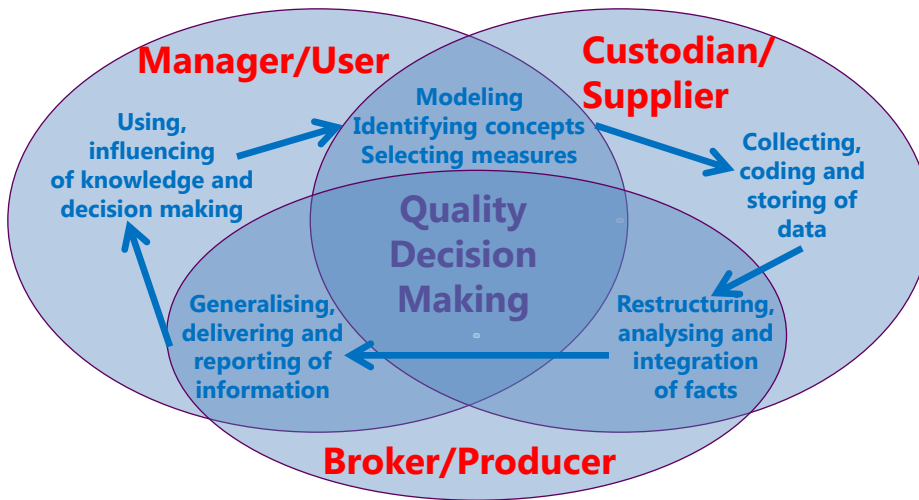 Manager/User
Custodian/
Supplier
Modeling
Identifying concepts
Selecting measures
Using,
influencing
of knowledge and
decision making
Collecting,
coding and
storing of
data
Quality
Decision
Making
Generalising,
delivering and
reporting of
information
Restructuring,
analysing and
integration
of facts
Broker/Producer